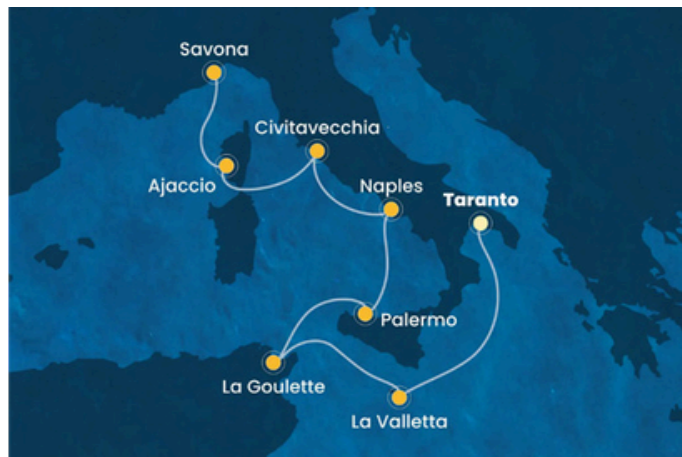 Savona
Civitavecchia
Ajaccio
Naples
Taranto
Palermo
La Goulette
La Valletta